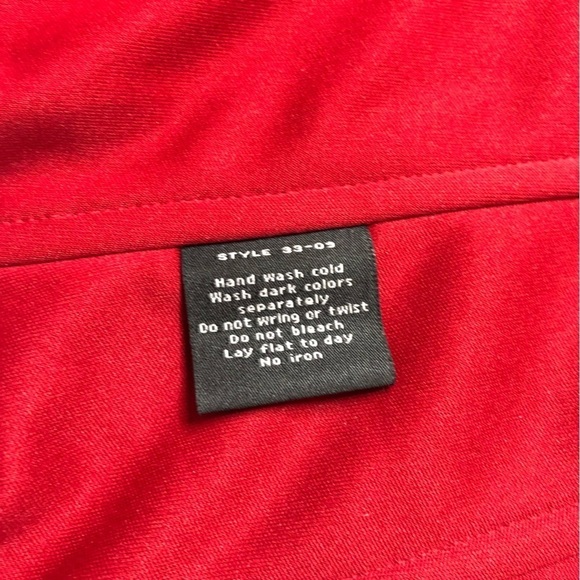 STYLE 33-09
Hand wash cold
Wash dark colors
separately
Do not wring or twist
Do not bleach
Lay flat to day
No iron